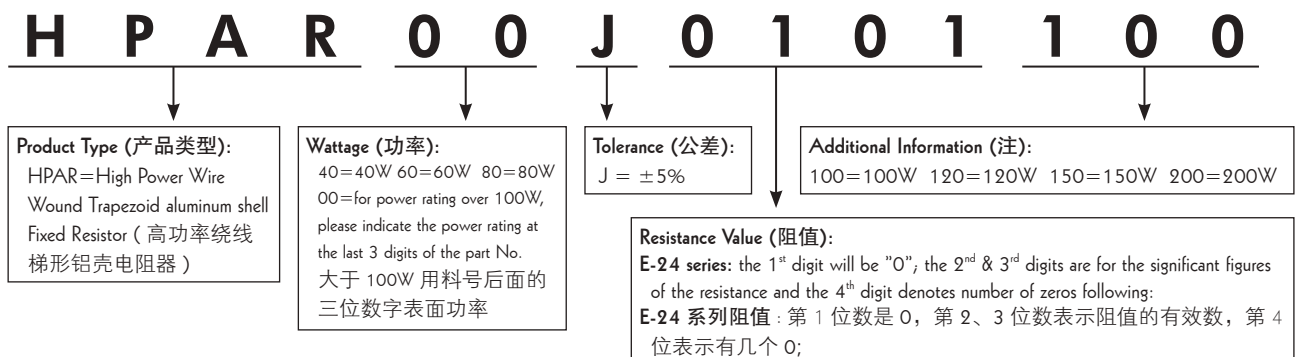 H P A R 0 0 J 0 1 0 1 1 0 0
Product Type (产品类型):
HPAR=High Power Wire
Wound Trapezoid aluminum shell
Fixed Resistor ( 高功率绕线
梯形铝壳电阻器 )
Wattage (功率):
40=40W 60=60W 80=80W
00=for power rating over 100W,
please indicate the power rating at
the last 3 digits of the part No.
大于 100W 用料号后面的
三位数字表面功率
Tolerance (公差):
J = ±5%
Additional Information (注):
100=100W 120=120W 150=150W 200=200W
Resistance Value (阻值):
E-24 series: the 1st digit will be "0"; the 2nd & 3rd digits are for the significant figures
of the resistance and the 4th digit denotes number of zeros following:
E-24 系列阻值 : 第 1 位数是 0，第 2、3 位数表示阻值的有效数，第 4
位表示有几个 0;